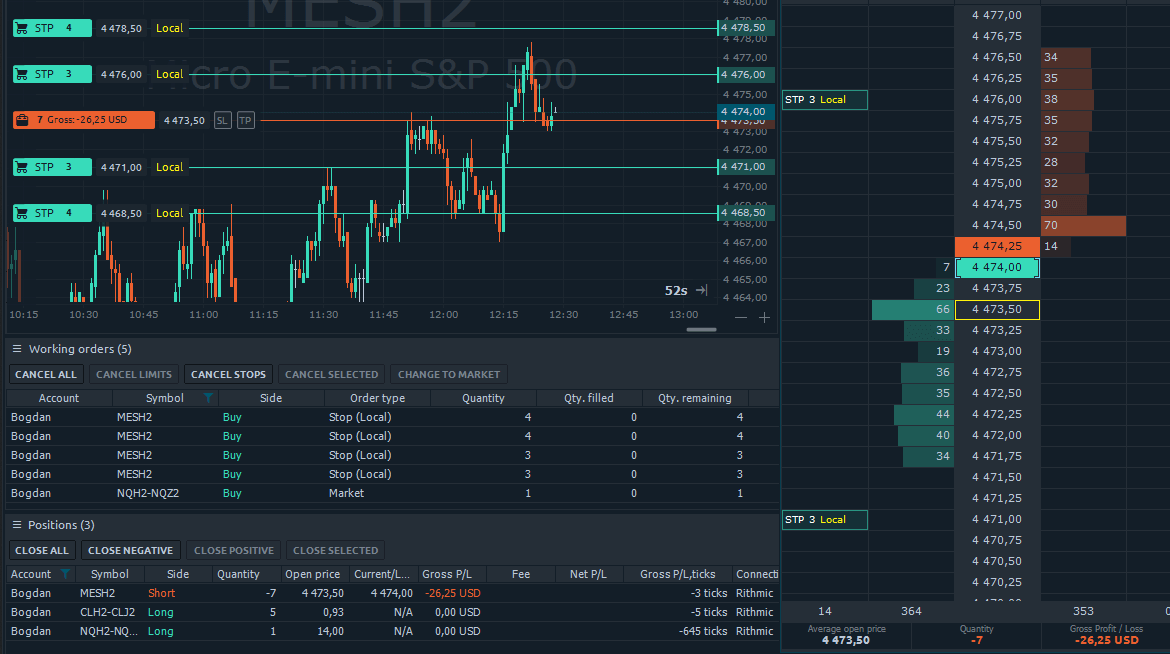 MESH2
Micro E-mini S&P 500
STP 4 4 478,50 Local
STP 3 4 476,00 Local
7 Gross:-26,25 USD 4 473,50 SL TP
STP 3 4 471,00 Local
STP 4 4 468,50 Local
4 480,00
4 478,50
4 478,00
4 477,00
4 476,00
4 475,00
4 474,00
4 473,50
4 473,00
4 472,00
4 471,00
4 470,00
4 469,00
4 468,50
4 468,00
4 467,00
4 466,00
4 465,00
4 464,00
52s
10:15 10:30 10:45 11:00 11:15 11:30 11:45 12:00 12:15 12:30 12:45 13:00
Working orders (5)
CANCEL ALL CANCEL LIMITS CANCEL STOPS CANCEL SELECTED CHANGE TO MARKET
Account Symbol Side Order type Quantity Qty. filled Qty. remaining
Bogdan MESH2 Buy Stop (Local) 4 0 4
Bogdan MESH2 Buy Stop (Local) 4 0 4
Bogdan MESH2 Buy Stop (Local) 3 0 3
Bogdan MESH2 Buy Stop (Local) 3 0 3
Bogdan NQH2-NQZ2 Buy Market 1 0 1
Positions (3)
CLOSE ALL CLOSE NEGATIVE CLOSE POSITIVE CLOSE SELECTED
Account Symbol Side Quantity Open price Current/L... Gross P/L Fee Net P/L Gross P/L,ticks Connecti
Bogdan MESH2 Short -7 4 473,50 4 474,00 -26,25 USD -3 ticks Rithmic
Bogdan CLH2-CLJ2 Long 5 0,93 N/A 0,00 USD -5 ticks Rithmic
Bogdan NQH2-NQ... Long 1 14,00 N/A 0,00 USD -645 ticks Rithmic
4 477,00
4 476,75
4 476,50 34
4 476,25 35
STP 3 Local 4 476,00 38
4 475,75 35
4 475,50 32
4 475,25 28
4 475,00 32
4 474,75 30
4 474,50 70
4 474,25 14
7 4 474,00
23 4 473,75
66 4 473,50
33 4 473,25
19 4 473,00
36 4 472,75
35 4 472,50
44 4 472,25
40 4 472,00
34 4 471,75
4 471,50
4 471,25
STP 3 Local 4 471,00
4 470,75
4 470,50
4 470,25
14 364 353
Average open price Quantity Gross Profit / Loss
4 473,50 -7 -26,25 USD